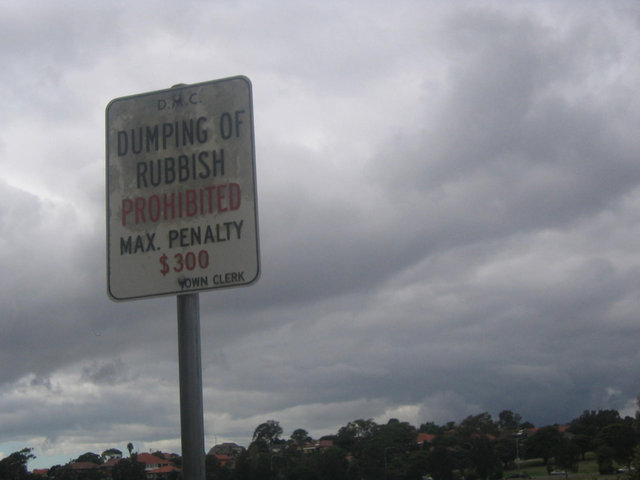 D.M.C.
DUMPING OF
RUBBISH
PROHIBITED
MAX. PENALTY
$300
TOWN CLERK